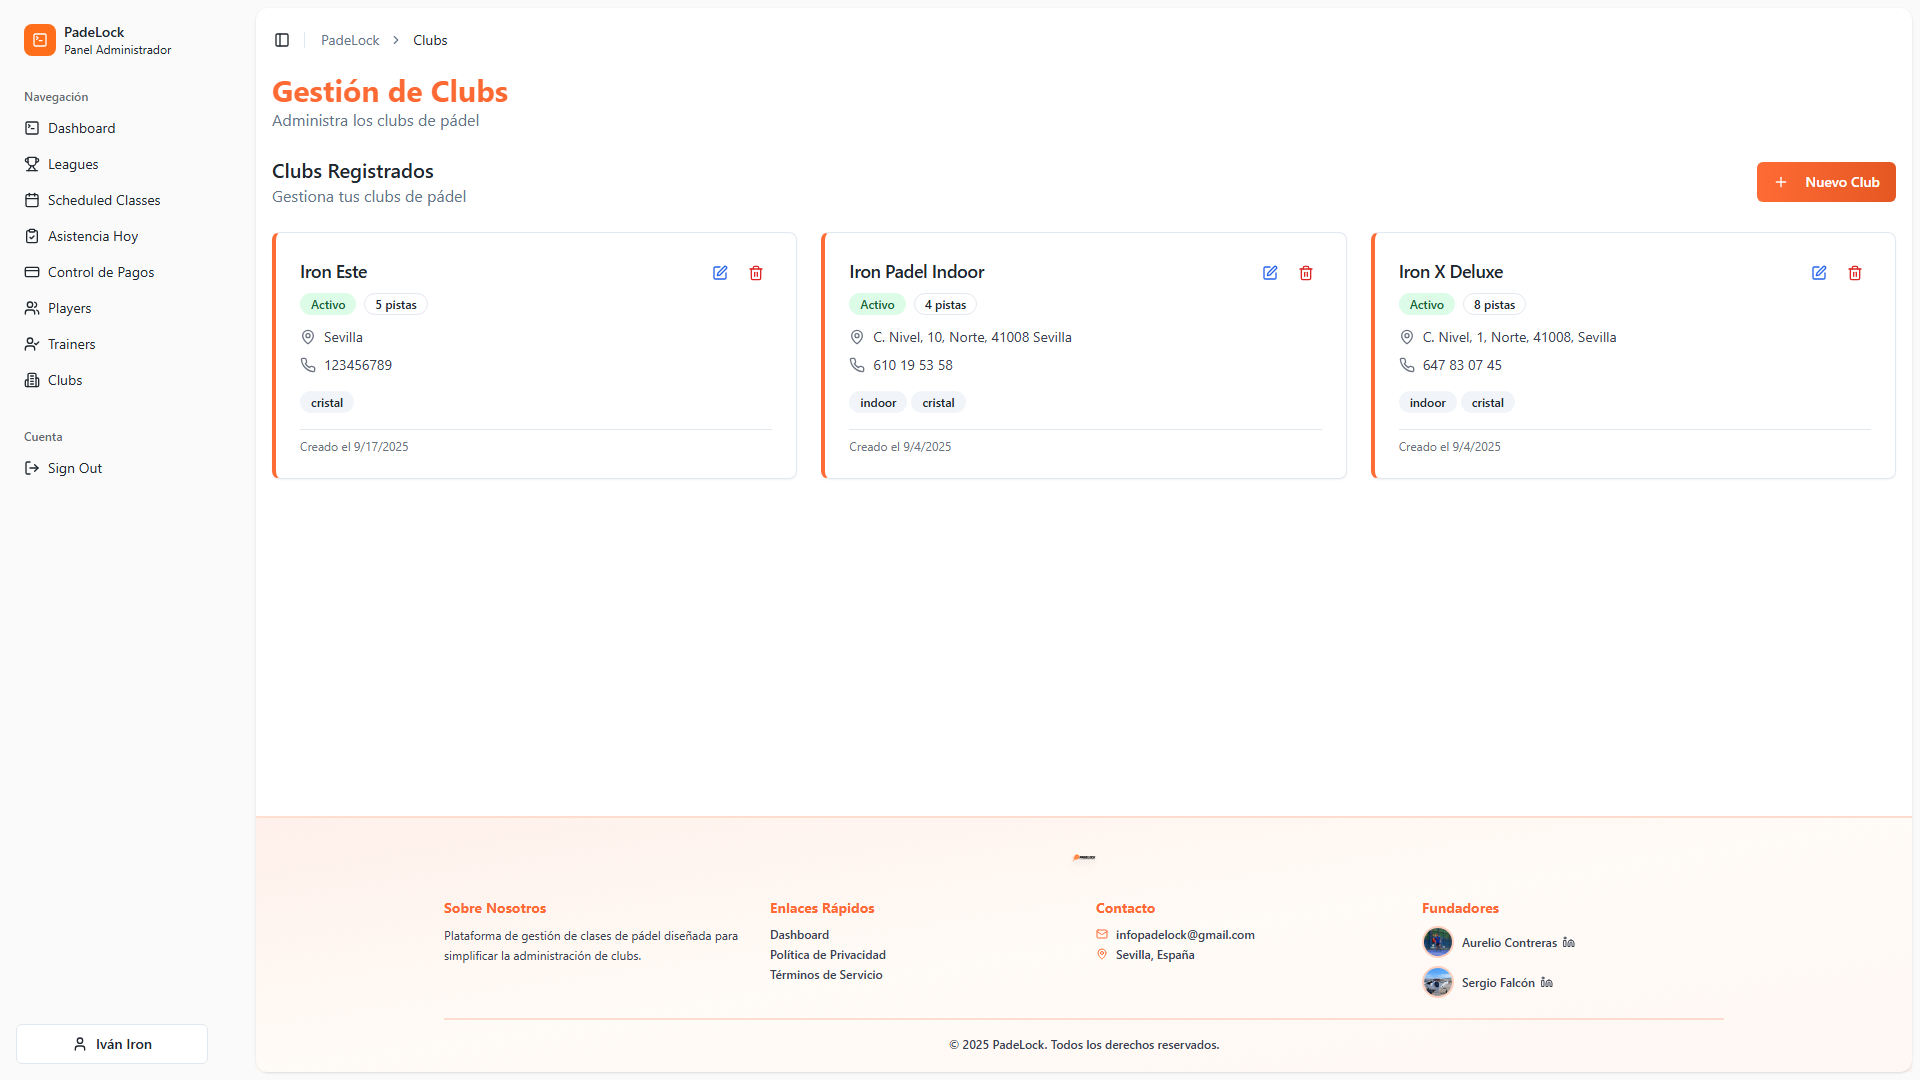 PadeLock
Panel Administrador
Navegación
Dashboard
Leagues
Scheduled Classes
Asistencia Hoy
Control de Pagos
Players
Trainers
Clubs
Cuenta
Sign Out
Iván Iron
PadeLock > Clubs
Gestión de Clubs
Administra los clubs de pádel
Clubs Registrados
Gestiona tus clubs de pádel
+ Nuevo Club
Iron Este
Activo 5 pistas
Sevilla
123456789
cristal
Creado el 9/17/2025
Iron Padel Indoor
Activo 4 pistas
C. Nivel, 10, Norte, 41008 Sevilla
610 19 53 58
indoor cristal
Creado el 9/4/2025
Iron X Deluxe
Activo 8 pistas
C. Nivel, 1, Norte, 41008, Sevilla
647 83 07 45
indoor cristal
Creado el 9/4/2025
Sobre Nosotros
Plataforma de gestión de clases de pádel diseñada para
simplificar la administración de clubs.
Enlaces Rápidos
Dashboard
Política de Privacidad
Términos de Servicio
Contacto
infopadelock@gmail.com
Sevilla, España
Fundadores
Aurelio Contreras
Sergio Falcón
© 2025 PadeLock. Todos los derechos reservados.